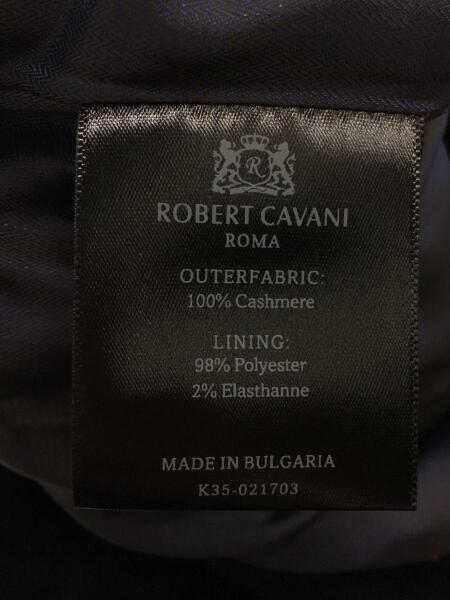 R
ROBERT CAVANI
ROMA
OUTERFABRIC:
100% Cashmere
LINING:
98% Polyester
2% Elasthanne
MADE IN BULGARIA
K35-021703